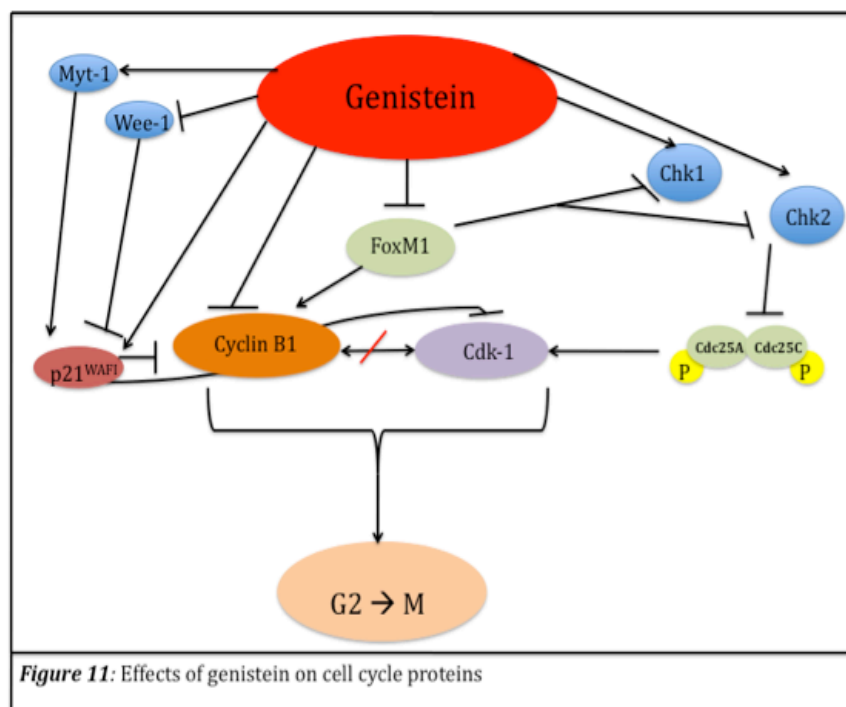 Genistein
Myt-1
Wee-1
Chk1
Chk2
FoxM1
Cyclin B1
Cdk-1
Cdc25A
Cdc25C
P
P
p21WAF1
G2 → M
Figure 11: Effects of genistein on cell cycle proteins